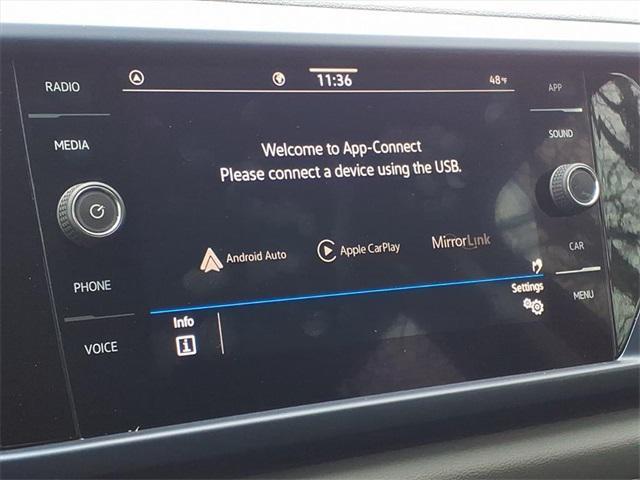 RADIO
MEDIA
PHONE
VOICE
11:36
48°F
Welcome to App-Connect
Please connect a device using the USB.
Android Auto
Apple CarPlay
MirrorLink
Info
i
Settings
APP
SOUND
CAR
MENU